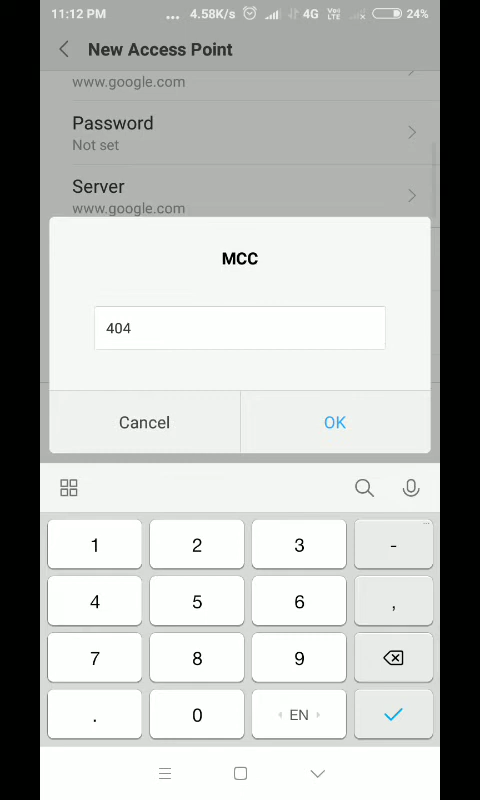 11:12 PM ... 4.58K/s 4G VoLTE 24%
New Access Point
www.google.com
Password
Not set
Server
www.google.com
MCC
404
Cancel OK
1 2 3 -
4 5 6 ,
7 8 9
. 0 EN